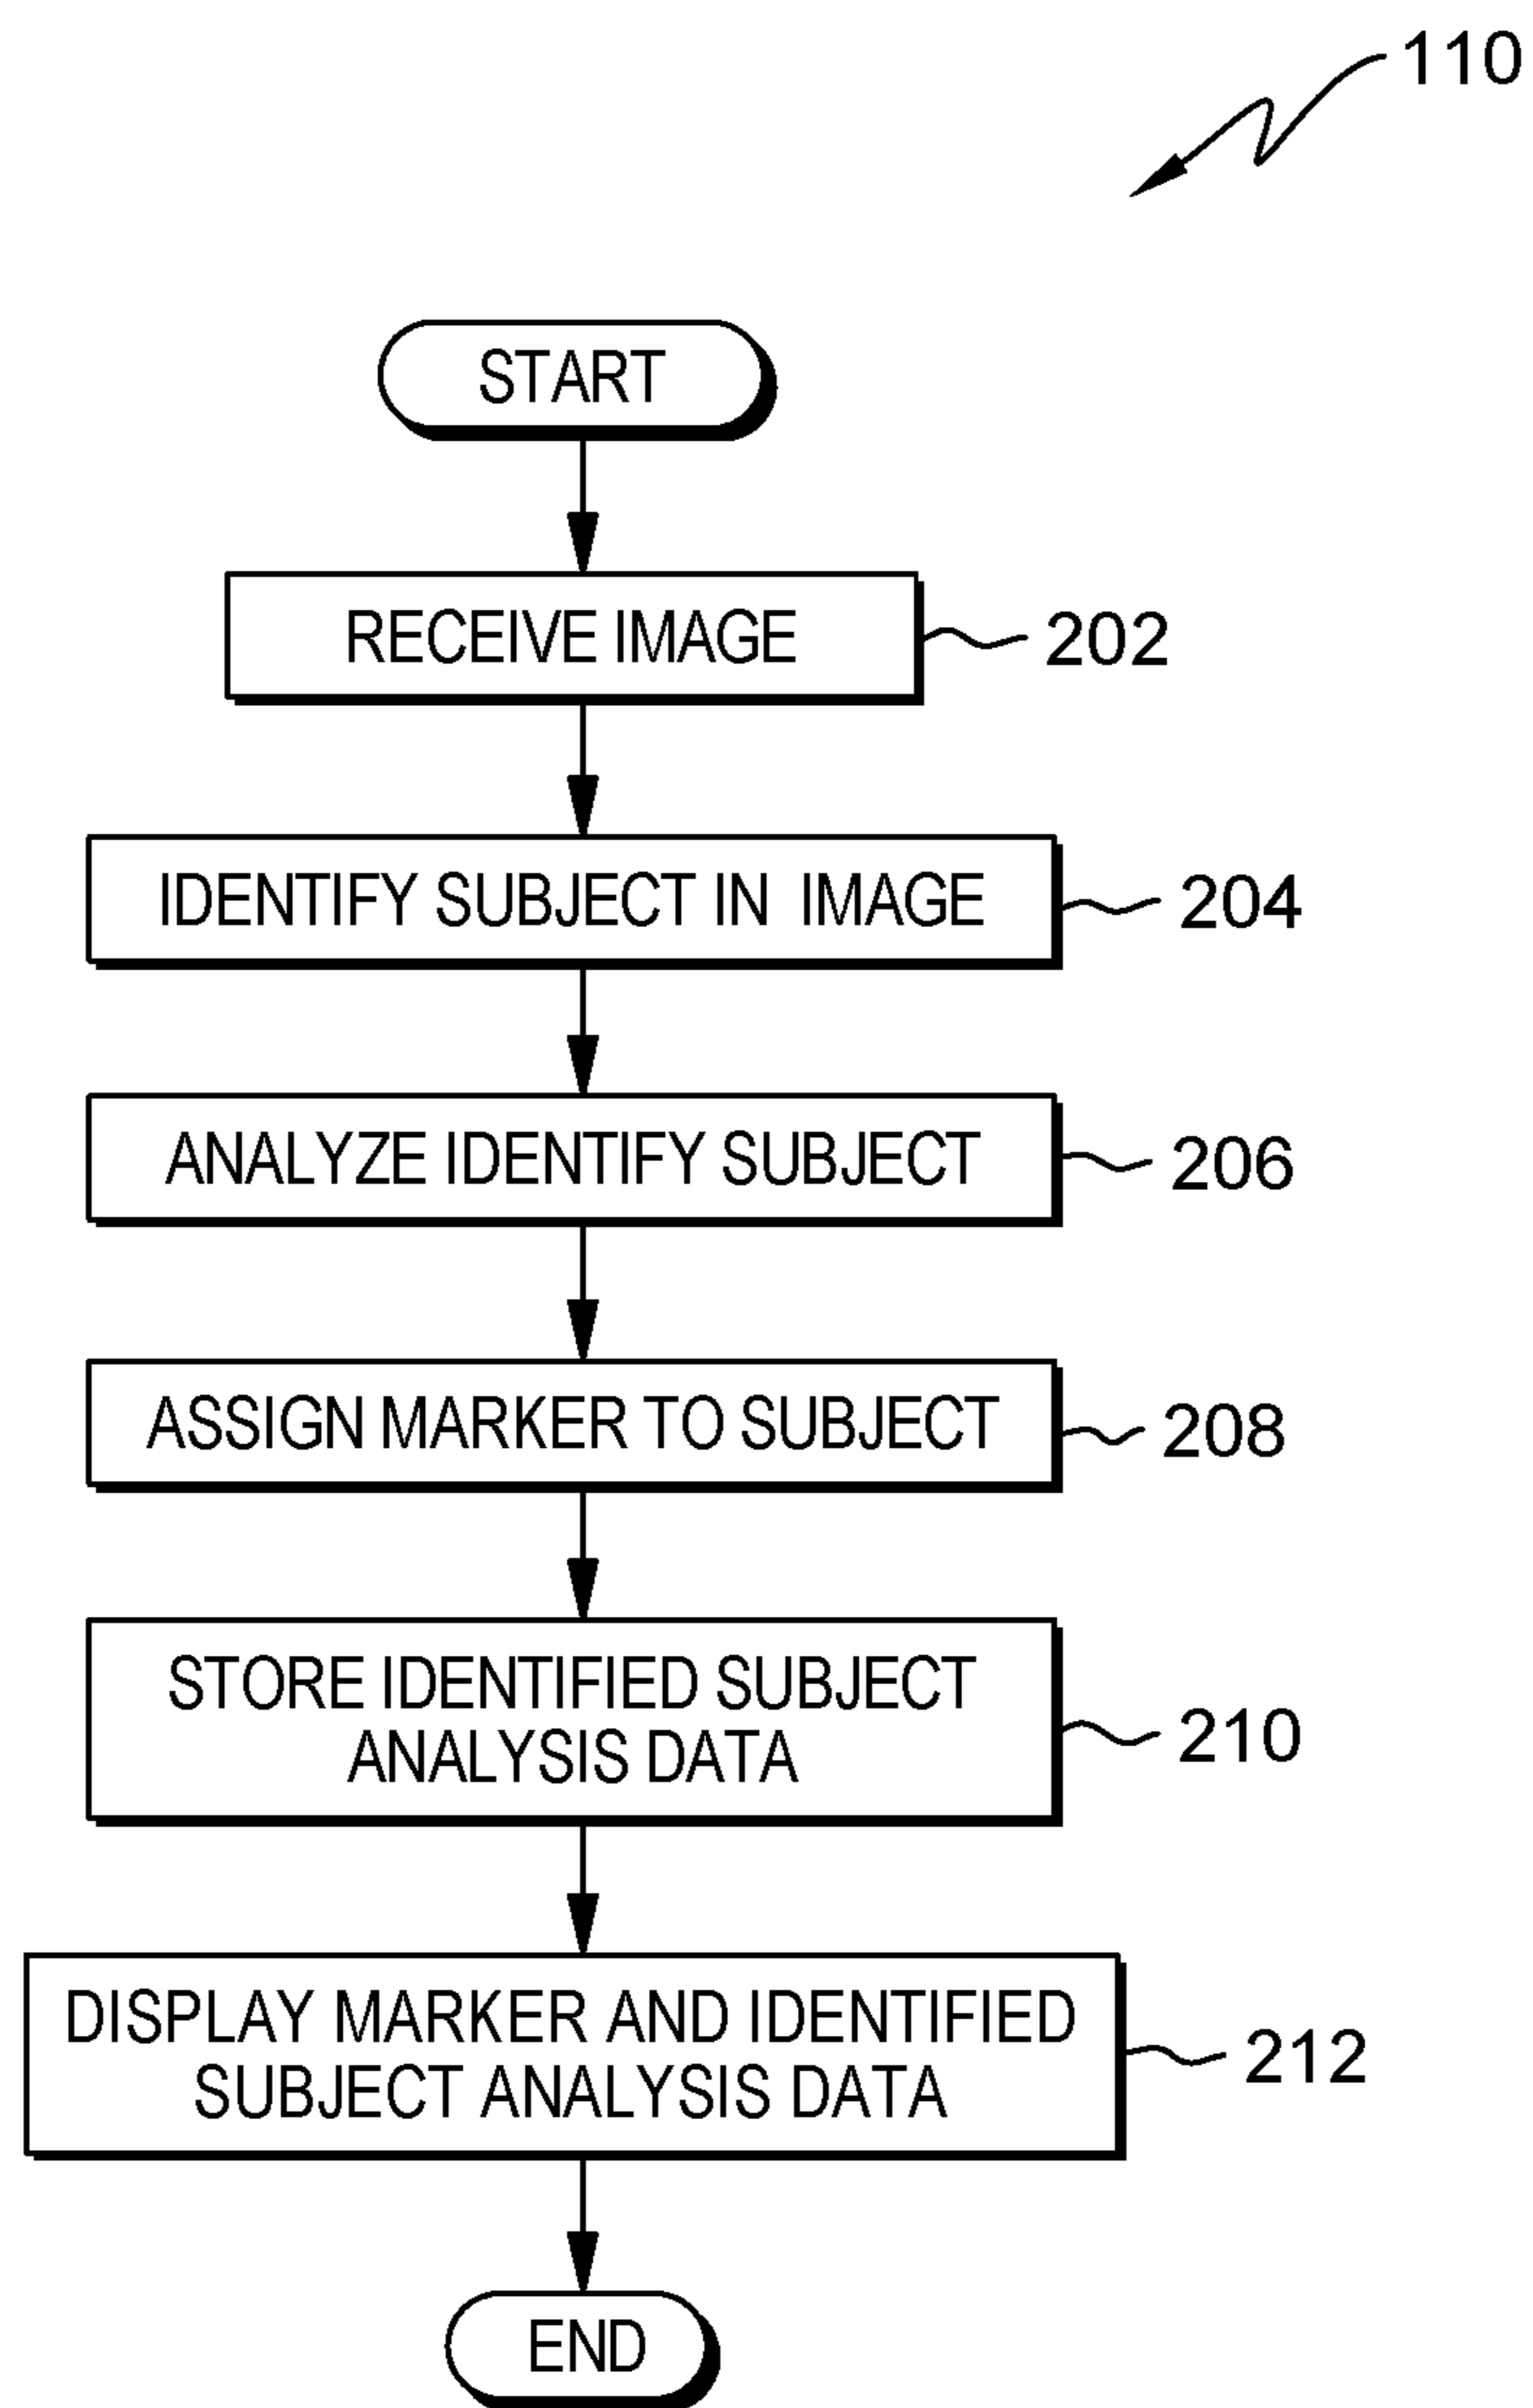 110
START
RECEIVE IMAGE
202
IDENTIFY SUBJECT IN IMAGE
204
ANALYZE IDENTIFY SUBJECT
206
ASSIGN MARKER TO SUBJECT
208
STORE IDENTIFIED SUBJECT
ANALYSIS DATA
210
DISPLAY MARKER AND IDENTIFIED
SUBJECT ANALYSIS DATA
212
END